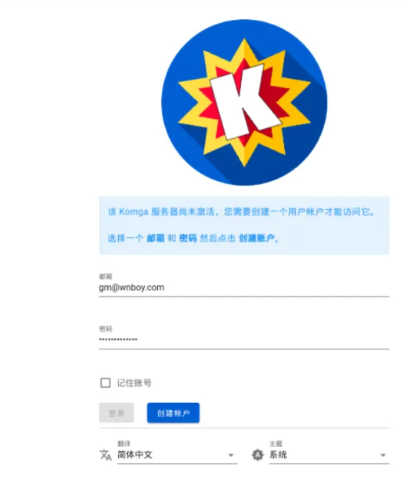 K
该 Komga 服务器尚未激活，您需要创建一个用户帐户才能访问它。
选择一个 邮箱 和 密码 然后点击 创建账户。
邮箱
gm@wnboy.com
密码
•••••••••••••
记住账号
登录
创建帐户
翻译
简体中文
主题
系统